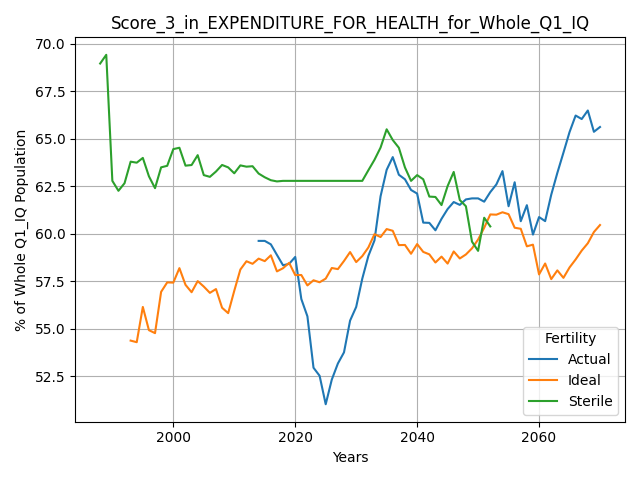 Score_3_in_EXPENDITURE_FOR_HEALTH_for_Whole_Q1_IQ
70.0
67.5
65.0
62.5
60.0
57.5
55.0
52.5
% of Whole Q1_IQ Population
2000
2020
2040
2060
Years
Fertility
Actual
Ideal
Sterile